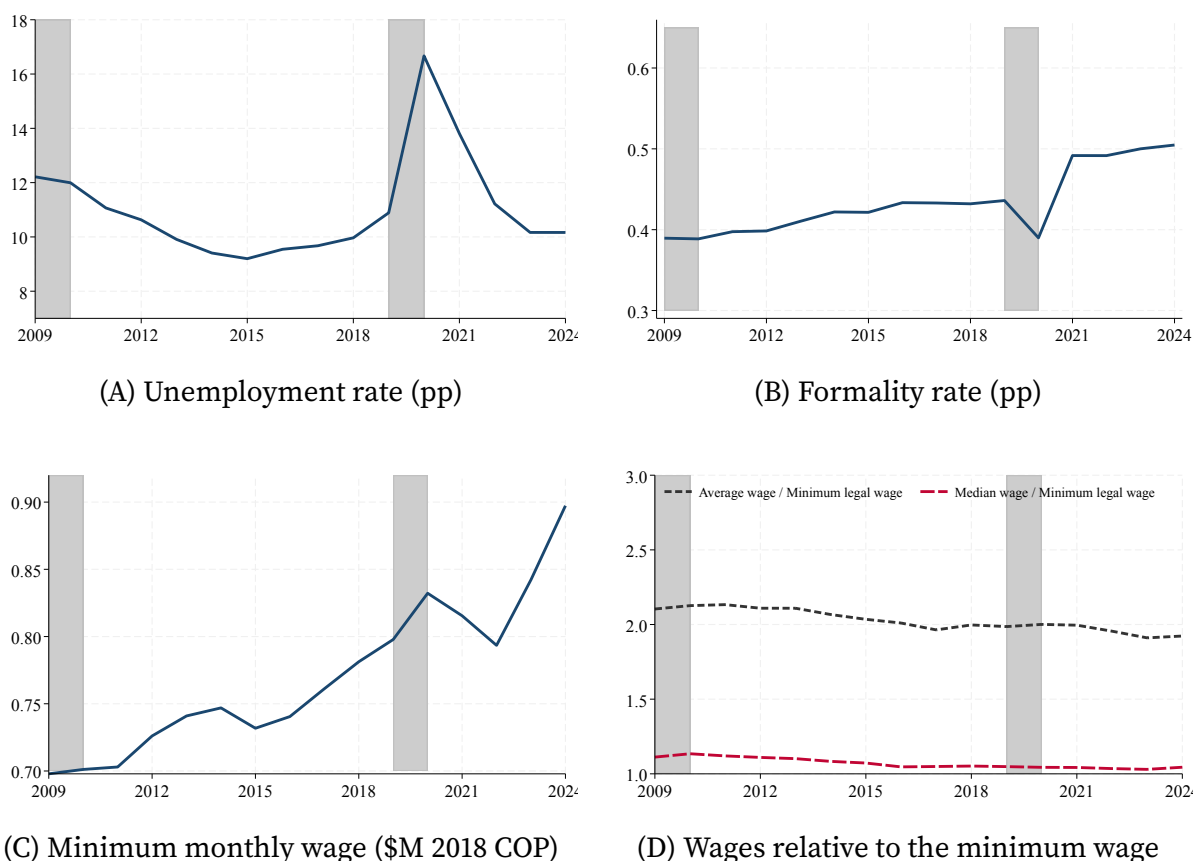 18
16
14
12
10
8
2009 2012 2015 2018 2021 2024
(A) Unemployment rate (pp)
0.6
0.5
0.4
0.3
2009 2012 2015 2018 2021 2024
(B) Formality rate (pp)
0.90
0.85
0.80
0.75
0.70
2009 2012 2015 2018 2021 2024
(C) Minimum monthly wage ($M 2018 COP)
3.0
Average wage / Minimum legal wage Median wage / Minimum legal wage
2.5
2.0
1.5
1.0
2009 2012 2015 2018 2021 2024
(D) Wages relative to the minimum wage